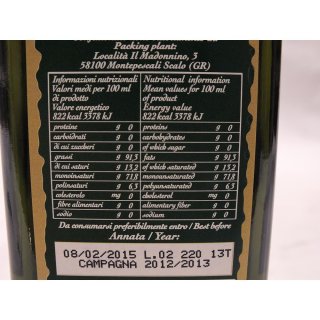 Packing plant:
Località Il Madonnino, 3
58100 Montepescali Scalo (GR)
Informazioni nutrizionali Nutritional information
Valori medi per 100 ml Mean values for 100 ml
di prodotto of product
Valore energetico Energy value
822 kcal 3378 kJ 822 kcal 3378 kJ
proteine g 0 proteins g 0
carboidrati g 0 carbohydrates g 0
di cui zuccheri g 0 of which sugar g 0
grassi g 91,3 fats g 91,3
di cui saturi g 13,2 of which saturated g 13,2
monoinsaturi g 71,8 monounsaturated g 71,8
polinsaturi g 6,3 polyunsaturated g 6,3
colesterolo mg 0 cholesterol mg 0
fibre alimentari g 0 alimentary fiber g 0
sodio g 0 sodium g 0
Da consumarsi preferibilmente entro / Best before
Annata / Year:
08/02/2015 L.02 220 13T
CAMPAGNA 2012/2013